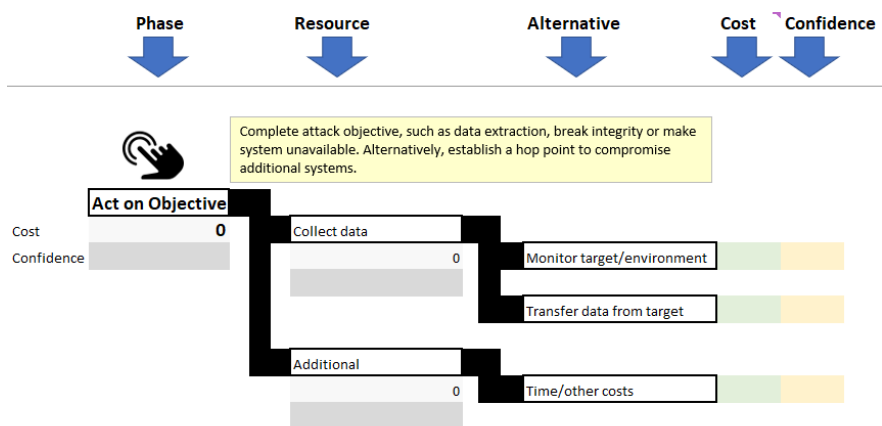 Phase Resource Alternative Cost Confidence
Complete attack objective, such as data extraction, break integrity or make
system unavailable. Alternatively, establish a hop point to compromise
additional systems.
Act on Objective
Cost 0 Collect data
Confidence 0 Monitor target/environment
Transfer data from target
Additional
0 Time/other costs